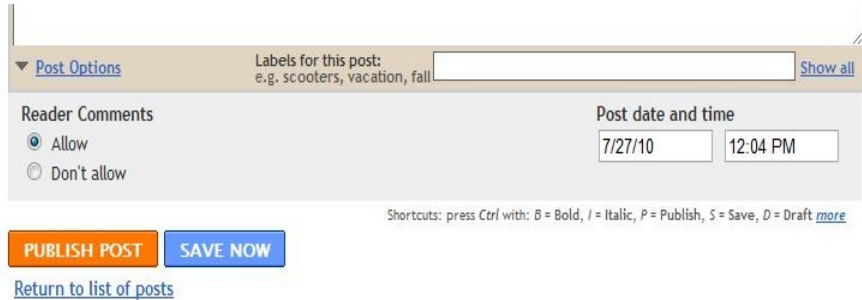 Post Options
Labels for this post:
e.g. scooters, vacation, fall
Show all
Reader Comments
Allow
Don't allow
Post date and time
7/27/10
12:04 PM
Shortcuts: press Ctrl with: B = Bold, I = Italic, P = Publish, S = Save, D = Draft more
PUBLISH POST
SAVE NOW
Return to list of posts